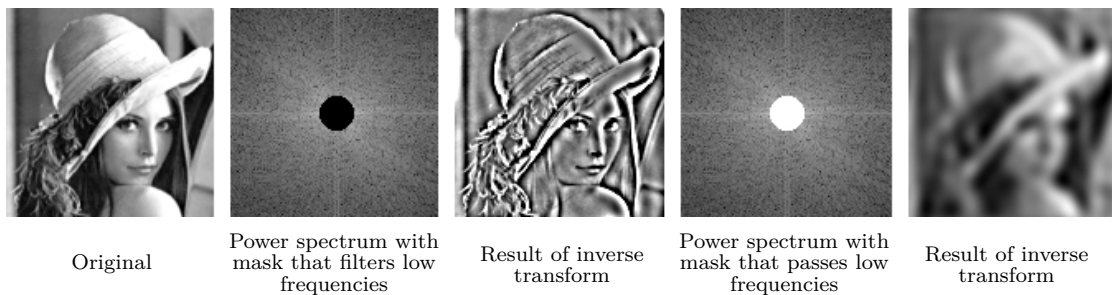 Original
Power spectrum with
mask that filters low
frequencies
Result of inverse
transform
Power spectrum with
mask that passes low
frequencies
Result of inverse
transform